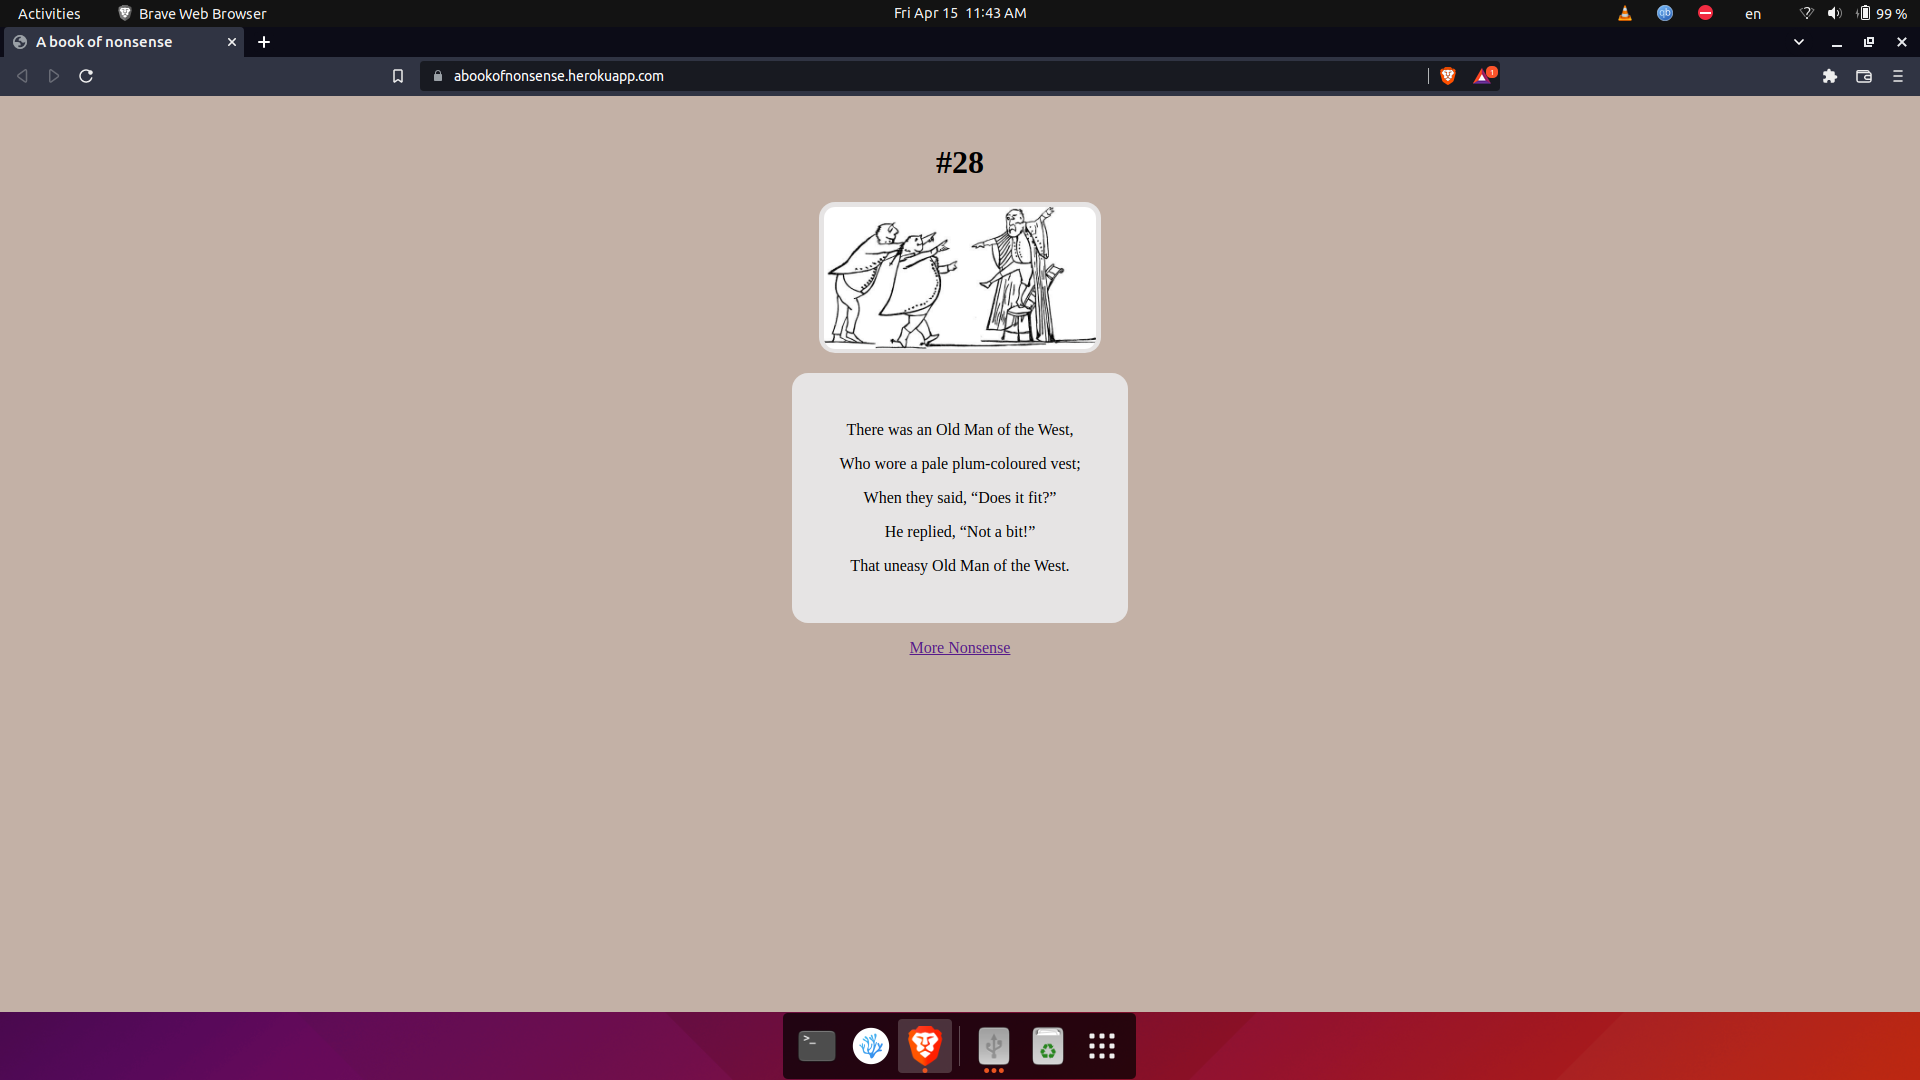 Activities
Brave Web Browser
Fri Apr 15 11:43 AM
en
99 %
A book of nonsense
abookofnonsense.herokuapp.com
1
#28
There was an Old Man of the West,
Who wore a pale plum-coloured vest;
When they said, “Does it fit?”
He replied, “Not a bit!”
That uneasy Old Man of the West.
More Nonsense
>_